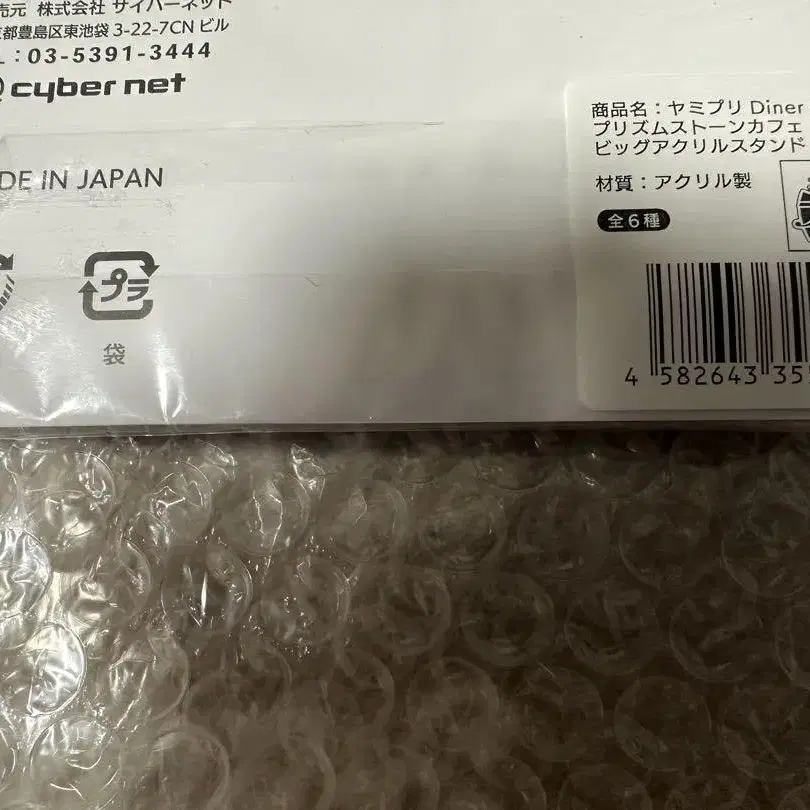 売元 株式会社 サイバーネット
都豊島区東池袋 3-22-7CN ビル
L：03-5391-3444
cyber net
DE IN JAPAN
プラ
袋
商品名：ヤミプリ Diner
プリズムストーンカフェ
ビッグアクリルスタンド
材質：アクリル製
全6種
4 582643 35